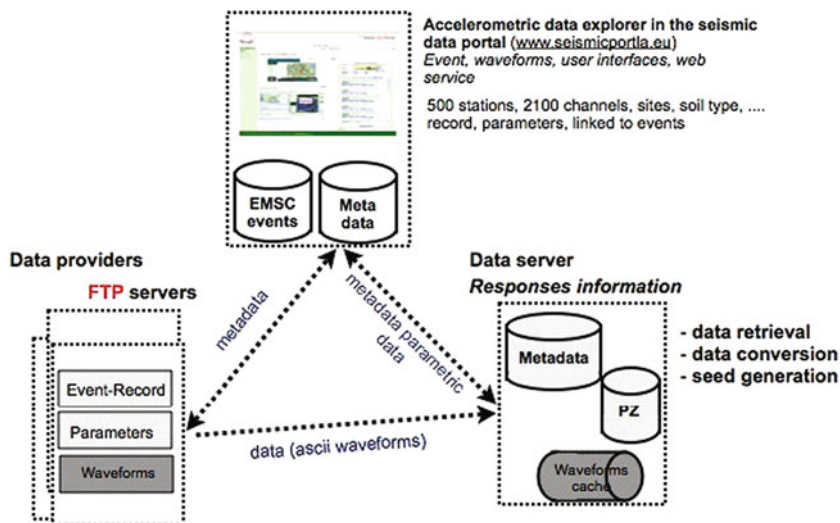 Accelerometric data explorer in the seismic
data portal (www.seismicportla.eu)
Event, waveforms, user interfaces, web
service
500 stations, 2100 channels, sites, soil type, ....
record, parameters, linked to events
EMSC
events
Meta
data
Data providers
FTP servers
Event-Record
Parameters
Waveforms
metadata
metadata parametric
data
data (ascii waveforms)
Data server
Responses information
Metadata
PZ
Waveforms
cache
- data retrieval
- data conversion
- seed generation